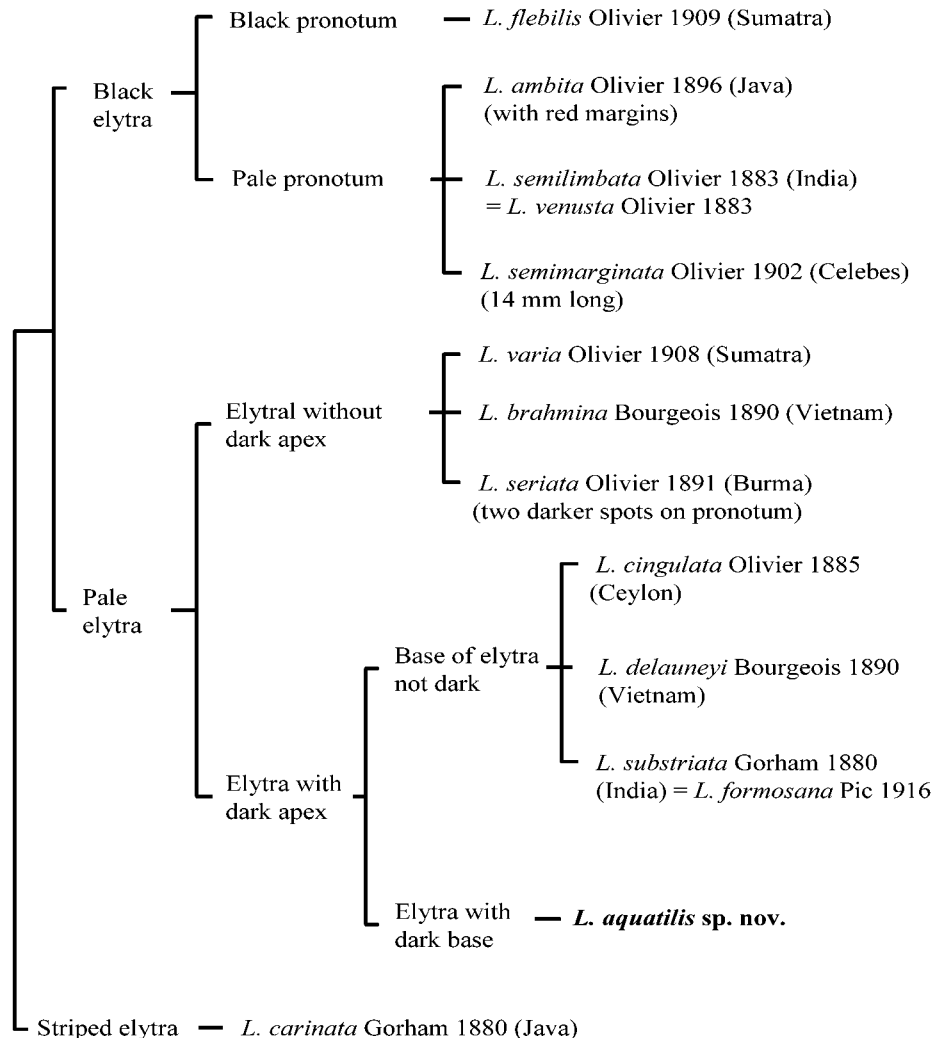 Black pronotum
L. flebilis Olivier 1909 (Sumatra)
Black
elytra
L. ambita Olivier 1896 (Java)
(with red margins)
Pale pronotum
L. semilimbata Olivier 1883 (India)
= L. venusta Olivier 1883
L. semimarginata Olivier 1902 (Celebes)
(14 mm long)
L. varia Olivier 1908 (Sumatra)
Elytral without
dark apex
L. brahmina Bourgeois 1890 (Vietnam)
L. seriata Olivier 1891 (Burma)
(two darker spots on pronotum)
Pale
elytra
L. cingulata Olivier 1885
(Ceylon)
Base of elytra
not dark
L. delauneyi Bourgeois 1890
(Vietnam)
L. substriata Gorham 1880
(India) = L. formosana Pic 1916
Elytra with
dark apex
Elytra with
dark base
L. aquatilis sp. nov.
Striped elytra
L. carinata Gorham 1880 (Java)